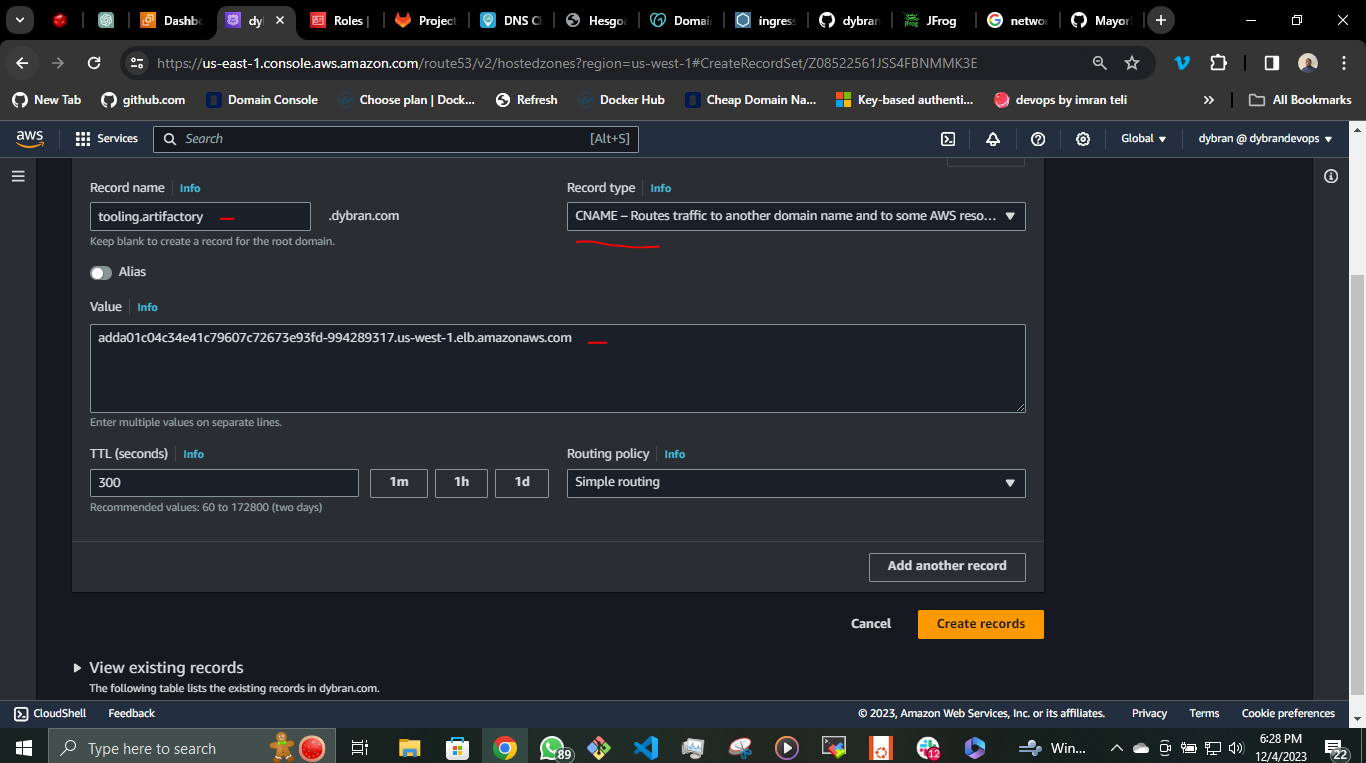 Dashb
dyb
Roles |
Project
DNS Cl
Hesgo
Domai
ingress
dybran
JFrog
netwo
Mayor
https://us-east-1.console.aws.amazon.com/route53/v2/hostedzones?region=us-west-1#CreateRecordSet/Z08522561JSS4FBNMMK3E
New Tab
github.com
Domain Console
Choose plan | Dock...
Refresh
Docker Hub
Cheap Domain Na...
Key-based authenti...
devops by imran teli
»
All Bookmarks
aws
Services
Search
[Alt+S]
Global
dybran @ dybrandevops
Record name Info
Record type Info
tooling.artifactory
.dybran.com
CNAME – Routes traffic to another domain name and to some AWS reso...
Keep blank to create a record for the root domain.
Alias
Value Info
adda01c04c34e41c79607c72673e93fd-994289317.us-west-1.elb.amazonaws.com
Enter multiple values on separate lines.
TTL (seconds) Info
Routing policy Info
300
1m
1h
1d
Simple routing
Recommended values: 60 to 172800 (two days)
Add another record
Cancel
Create records
View existing records
The following table lists the existing records in dybran.com.
CloudShell
Feedback
© 2023, Amazon Web Services, Inc. or its affiliates.
Privacy
Terms
Cookie preferences
Type here to search
89
12
Win...
6:28 PM
12/4/2023
22